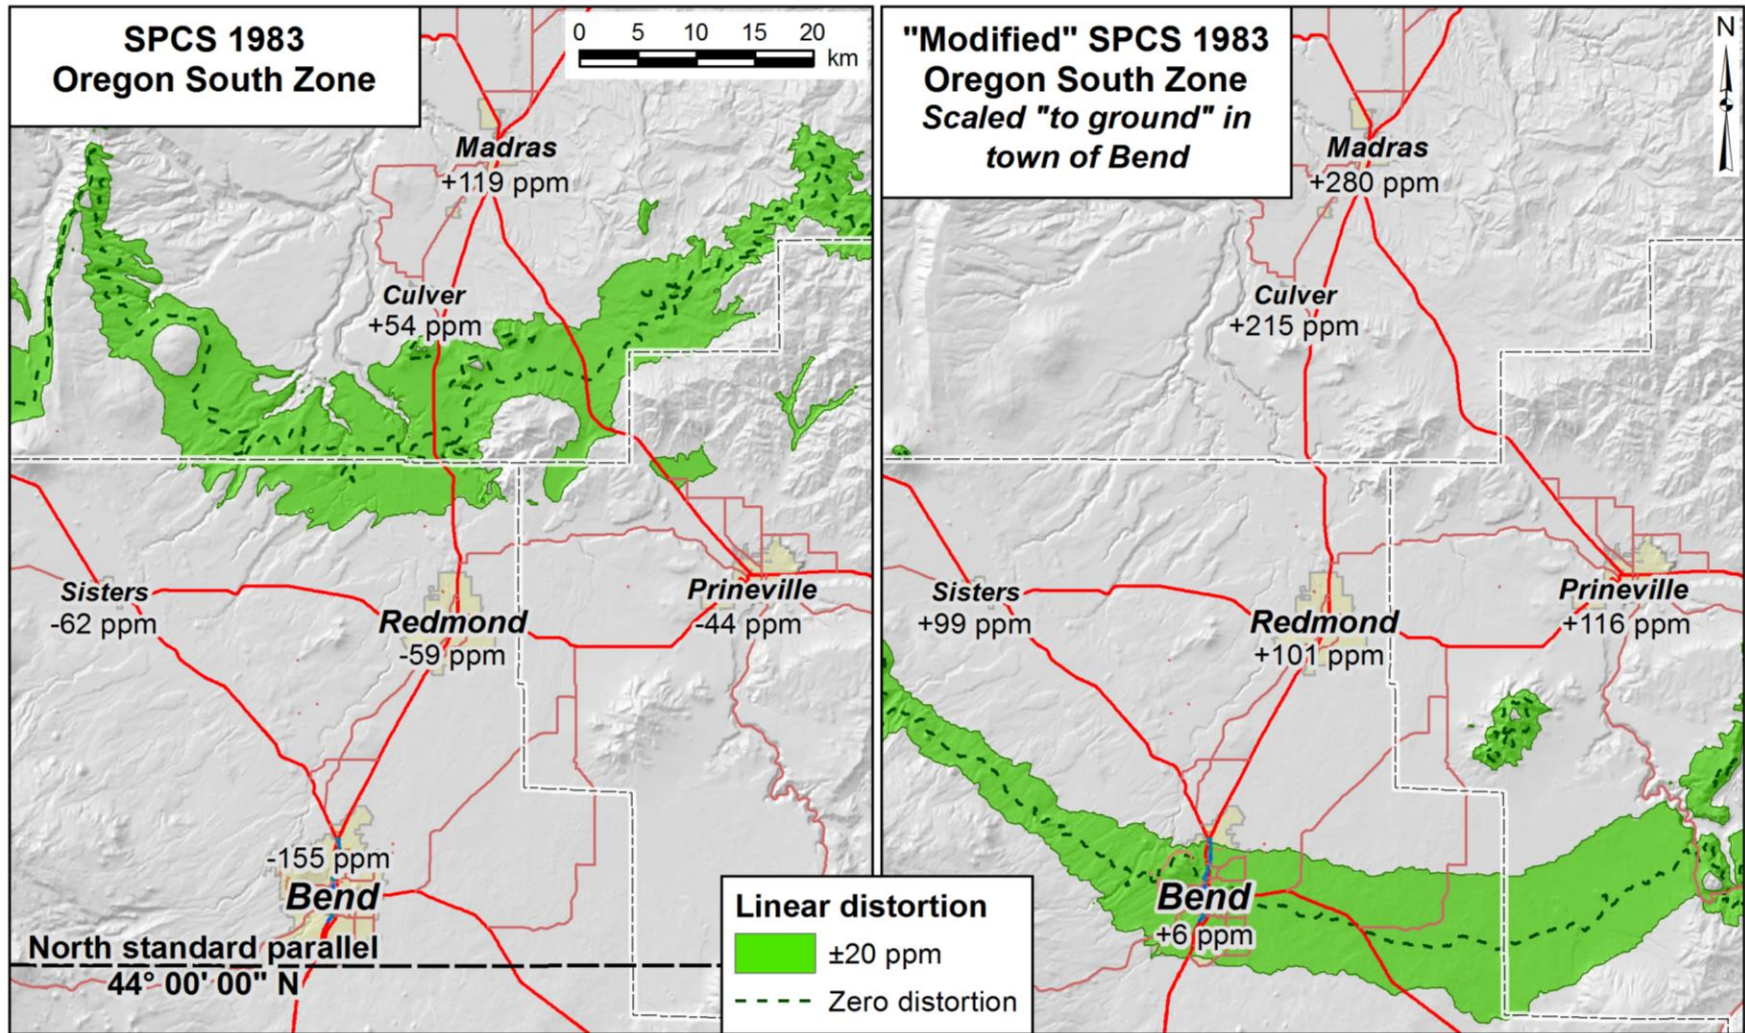 SPCS 1983
Oregon South Zone
0 5 10 15 20
km
Madras
+119 ppm
Culver
+54 ppm
Sisters
-62 ppm
Redmond
-59 ppm
Prineville
-44 ppm
-155 ppm
Bend
North standard parallel
44° 00' 00" N
"Modified" SPCS 1983
Oregon South Zone
Scaled "to ground" in
town of Bend
N
Madras
+280 ppm
Culver
+215 ppm
Sisters
+99 ppm
Redmond
+101 ppm
Prineville
+116 ppm
Bend
+6 ppm
Linear distortion
±20 ppm
Zero distortion